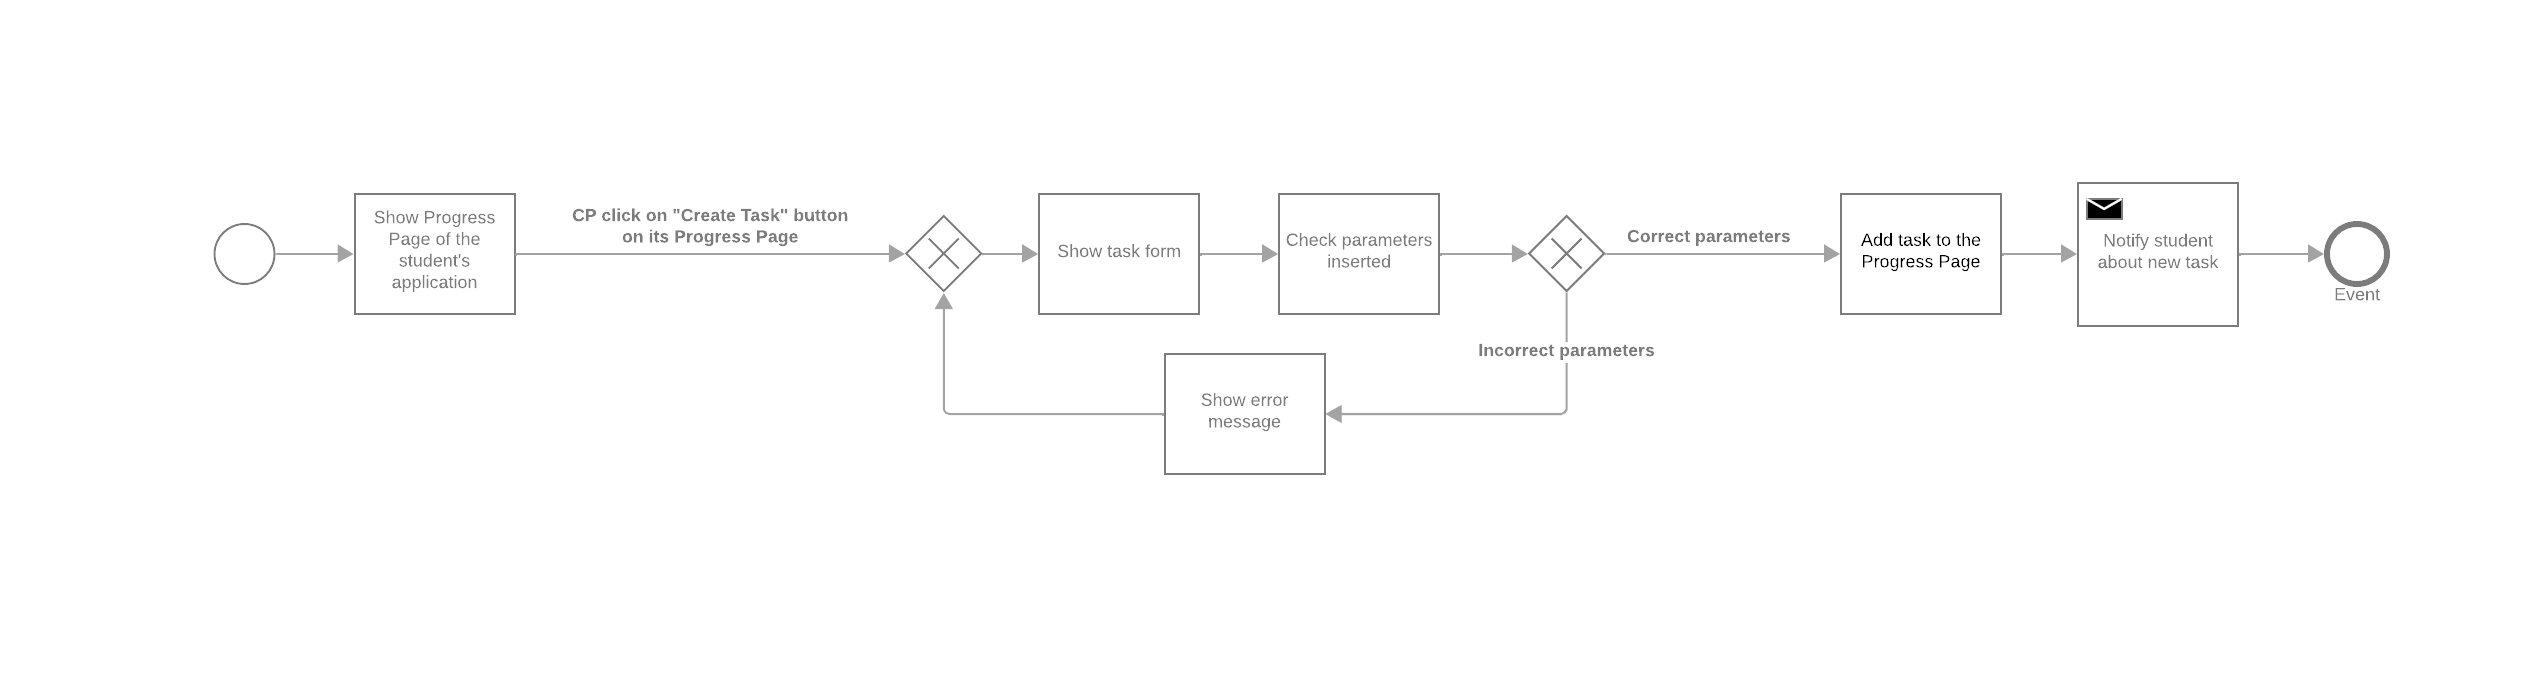 Show Progress
Page of the
student's
application
CP click on "Create Task" button
on its Progress Page
Show task form
Check parameters
inserted
Correct parameters
Add task to the
Progress Page
Notify student
about new task
Event
Incorrect parameters
Show error
message